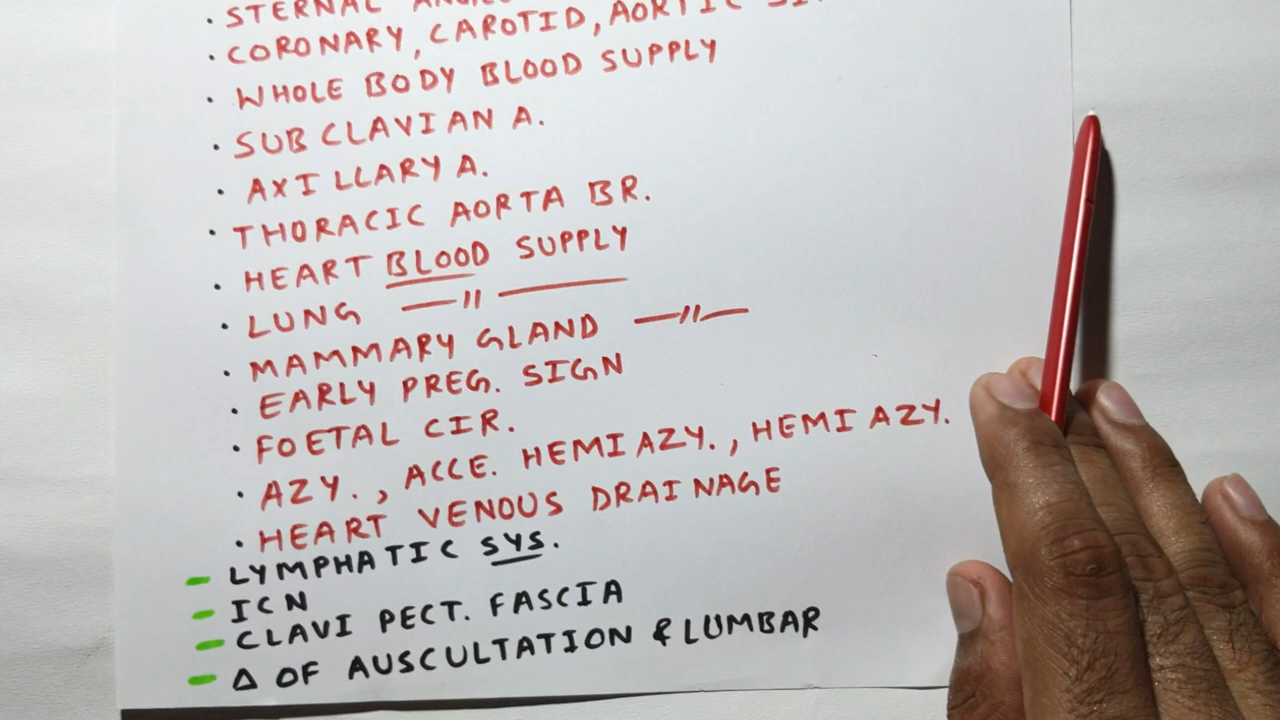 · STERNAL
· CORONARY, CAROTID, AORTIC
· WHOLE BODY BLOOD SUPPLY
· SUBCLAVIAN A.
· AXILLARY A.
· THORACIC AORTA BR.
· HEART BLOOD SUPPLY
· LUNG —〃—
· MAMMARY GLAND —〃—
· EARLY PREG. SIGN
· FOETAL CIR.
· AZY., ACCE. HEMIAZY., HEMIAZY.
· HEART VENOUS DRAINAGE
- LYMPHATIC SYS.
- ICN
- CLAVI PECT. FASCIA
- Δ OF AUSCULTATION & LUMBAR